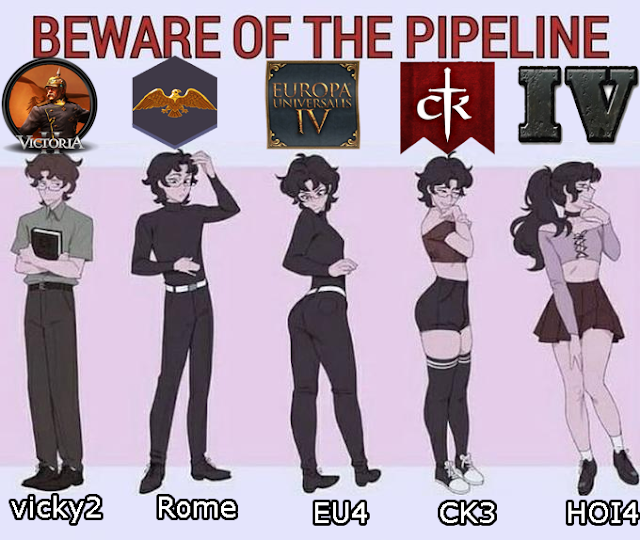 BEWARE OF THE PIPELINE
VICTORIA
EUROPA
UNIVERSALIS
IV
CK
IV
vicky2
Rome
EU4
CK3
HOI4